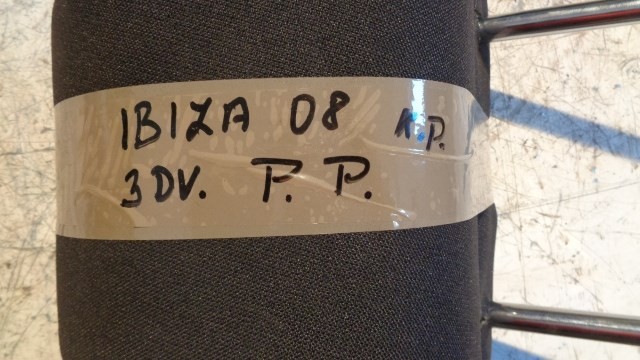 IBIZA 08 K.P.
3DV. P. P.